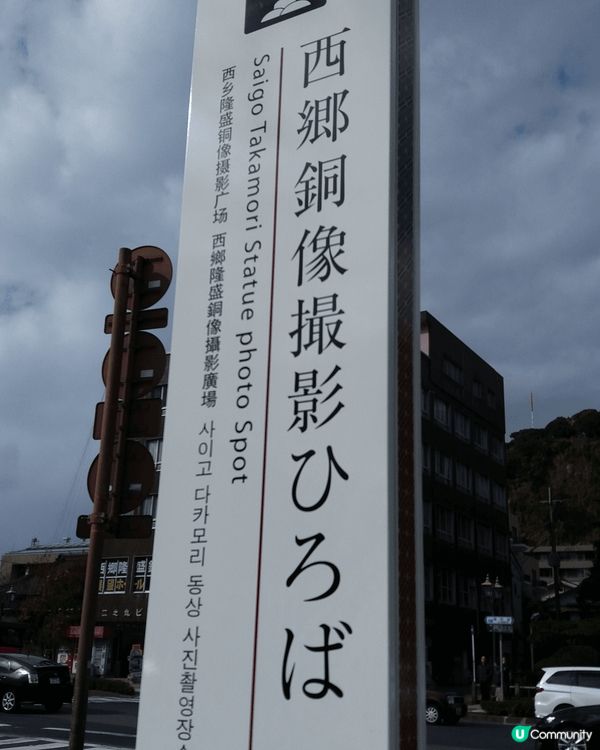 西郷銅像撮影ひろば
Saigo Takamori Statue photo Spot
西乡隆盛铜像摄影广场 西鄉隆盛銅像攝影廣場 사이고 다카모리 동상 사진촬영장소
U Community